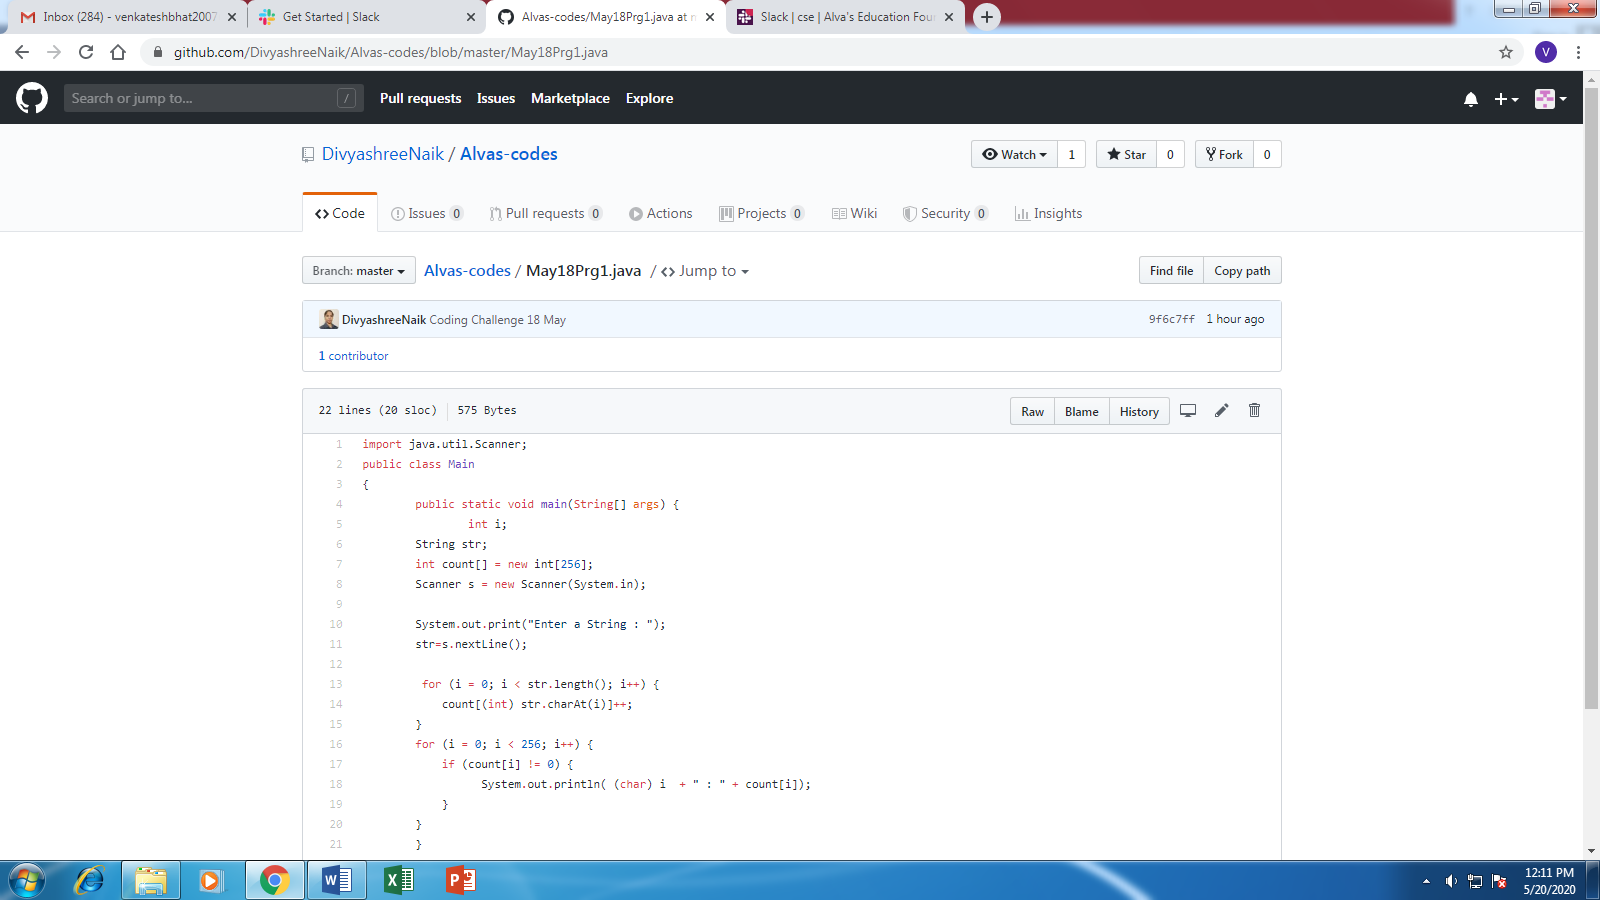 Inbox (284) - venkateshbhat2007
Get Started | Slack
Alvas-codes/May18Prg1.java at m
Slack | cse | Alva's Education Foun
github.com/DivyashreeNaik/Alvas-codes/blob/master/May18Prg1.java
V
Search or jump to... /
Pull requests Issues Marketplace Explore
DivyashreeNaik / Alvas-codes
Watch 1 Star 0 Fork 0
Code Issues 0 Pull requests 0 Actions Projects 0 Wiki Security 0 Insights
Branch: master Alvas-codes / May18Prg1.java / <> Jump to
Find file Copy path
DivyashreeNaik Coding Challenge 18 May 9f6c7ff 1 hour ago
1 contributor
22 lines (20 sloc) 575 Bytes Raw Blame History
1 import java.util.Scanner;
2 public class Main
3 {
4 public static void main(String[] args) {
5 int i;
6 String str;
7 int count[] = new int[256];
8 Scanner s = new Scanner(System.in);
9
10 System.out.print("Enter a String : ");
11 str=s.nextLine();
12
13 for (i = 0; i < str.length(); i++) {
14 count[(int) str.charAt(i)]++;
15 }
16 for (i = 0; i < 256; i++) {
17 if (count[i] != 0) {
18 System.out.println( (char) i  + " : " + count[i]);
19 }
20 }
21 }
12:11 PM
5/20/2020